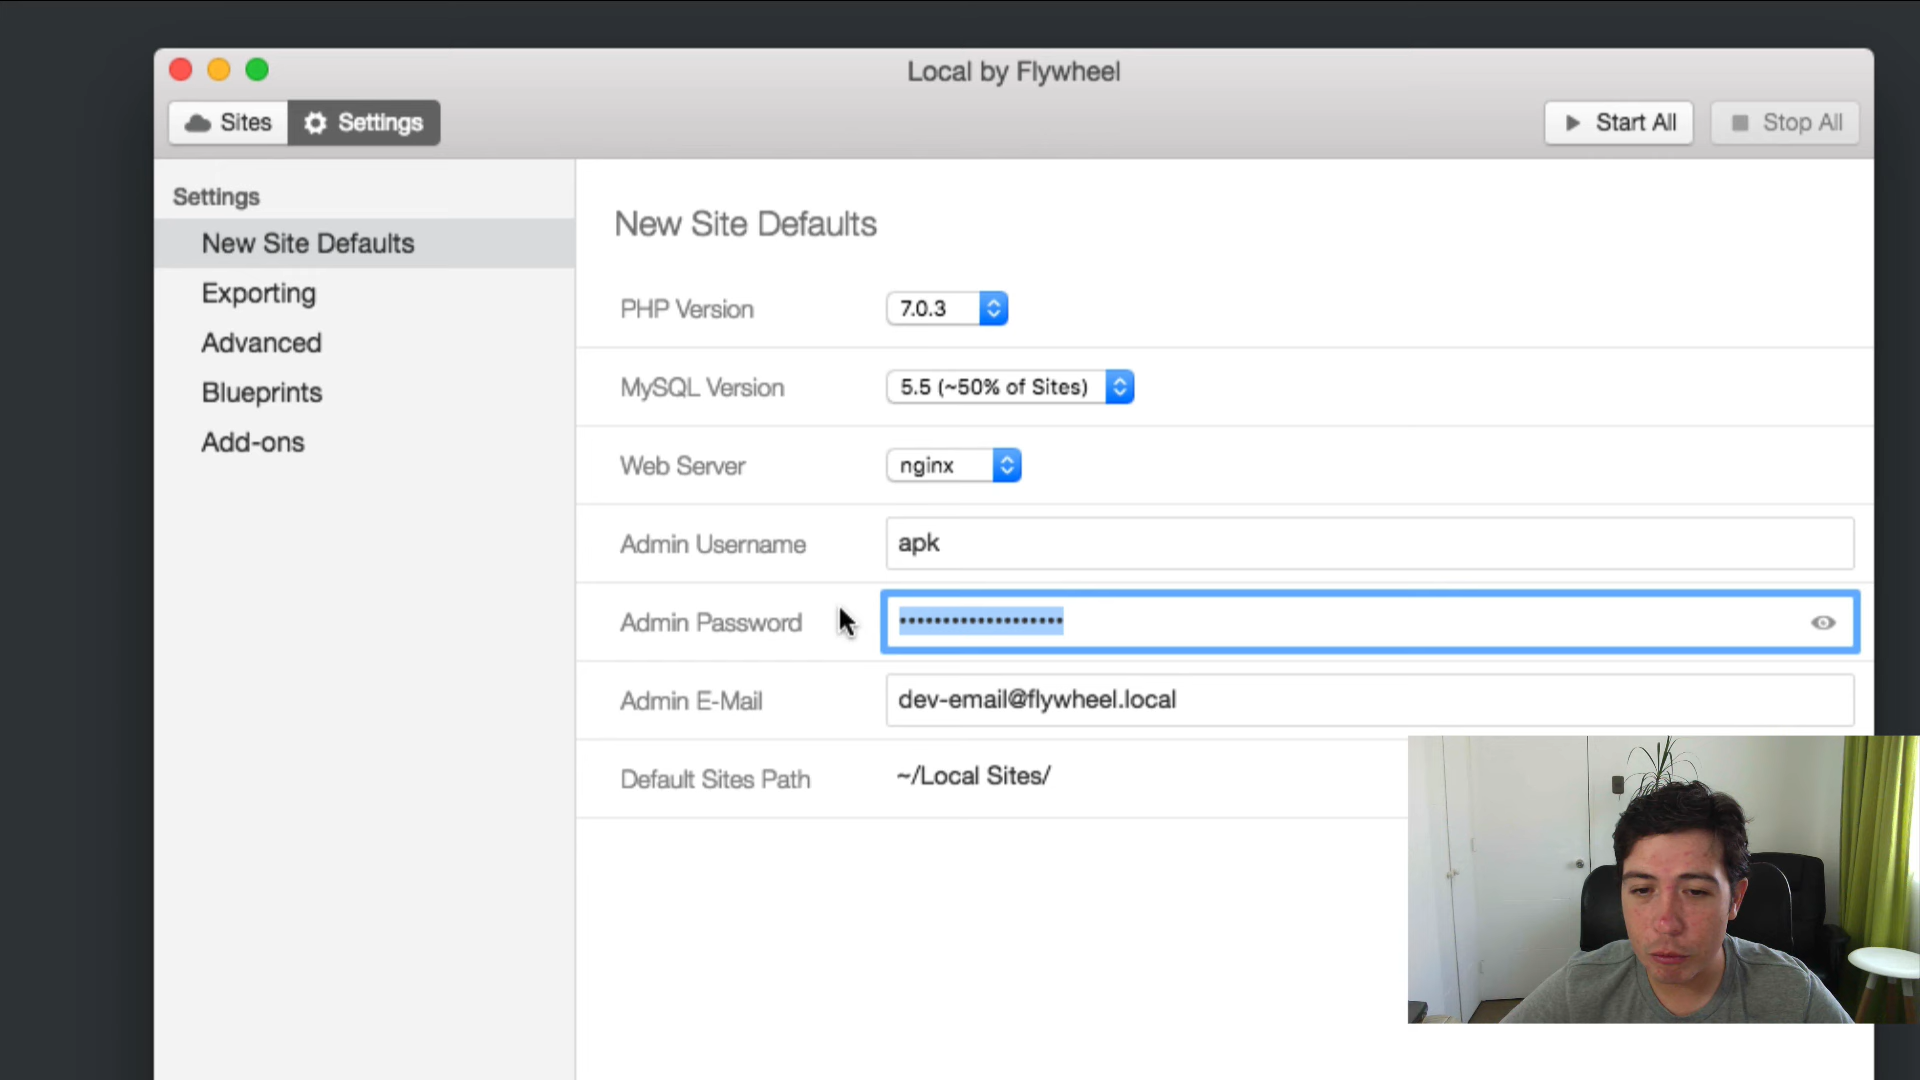 Local by Flywheel
Sites
Settings
Start All
Stop All
Settings
New Site Defaults
Exporting
Advanced
Blueprints
Add-ons
New Site Defaults
PHP Version
7.0.3
MySQL Version
5.5 (~50% of Sites)
Web Server
nginx
Admin Username
apk
Admin Password
•••••••••••••••••••
Admin E-Mail
dev-email@flywheel.local
Default Sites Path
~/Local Sites/